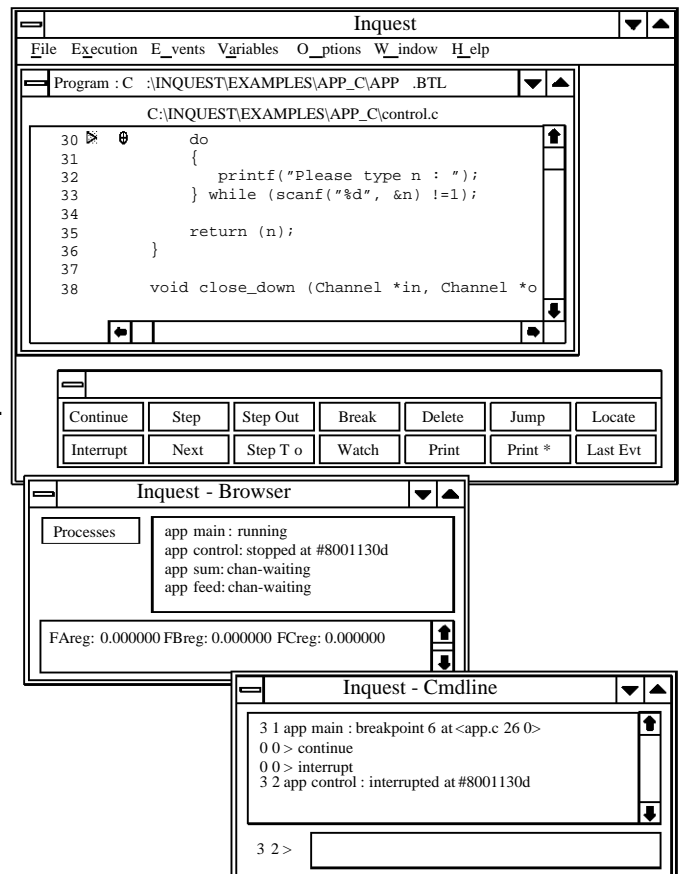 Inquest
File Execution E_vents Variables O_ptions W_indow H_elp
Program : C :\INQUEST\EXAMPLES\APP_C\APP .BTL
C:\INQUEST\EXAMPLES\APP_C\control.c
30 do
31 {
32 printf("Please type n : ");
33 } while (scanf("%d", &n) !=1);
34
35 return (n);
36 }
37
38 void close_down (Channel *in, Channel *o
Continue Step Step Out Break Delete Jump Locate
Interrupt Next Step T o Watch Print Print * Last Evt
Inquest - Browser
Processes
app main : running
app control: stopped at #8001130d
app sum: chan-waiting
app feed: chan-waiting
FAreg: 0.000000 FBreg: 0.000000 FCreg: 0.000000
Inquest - Cmdline
3 1 app main : breakpoint 6 at <app.c 26 0>
0 0 > continue
0 0 > interrupt
3 2 app control : interrupted at #8001130d
3 2 >